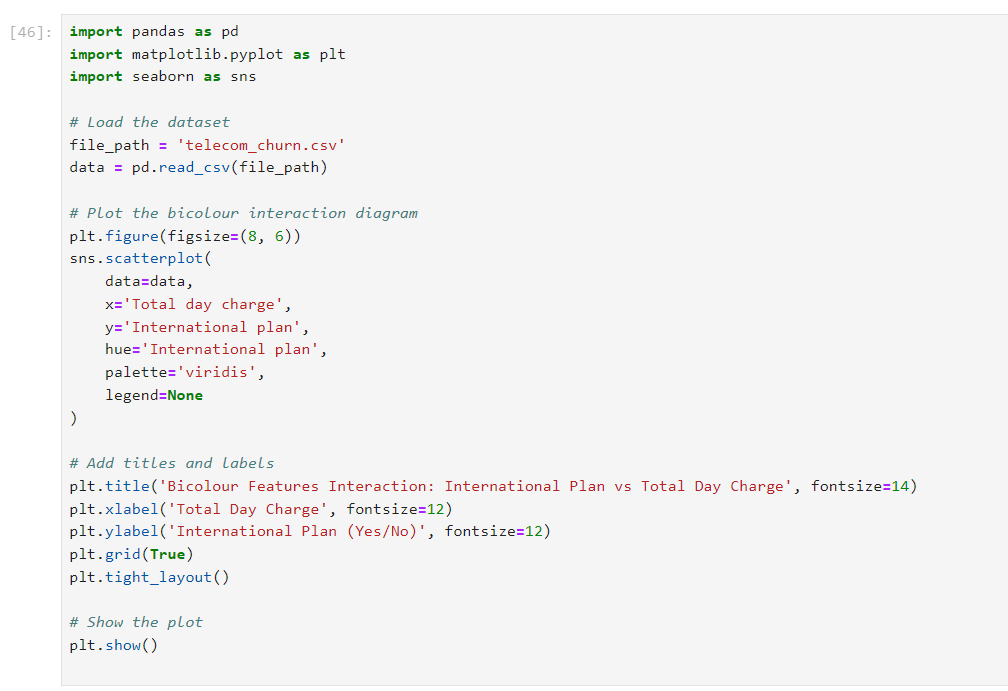 [46]:
import pandas as pd
import matplotlib.pyplot as plt
import seaborn as sns
# Load the dataset
file_path = 'telecom_churn.csv'
data = pd.read_csv(file_path)
# Plot the bicolour interaction diagram
plt.figure(figsize=(8, 6))
sns.scatterplot(
    data=data,
    x='Total day charge',
    y='International plan',
    hue='International plan',
    palette='viridis',
    legend=None
)
# Add titles and labels
plt.title('Bicolour Features Interaction: International Plan vs Total Day Charge', fontsize=14)
plt.xlabel('Total Day Charge', fontsize=12)
plt.ylabel('International Plan (Yes/No)', fontsize=12)
plt.grid(True)
plt.tight_layout()
# Show the plot
plt.show()